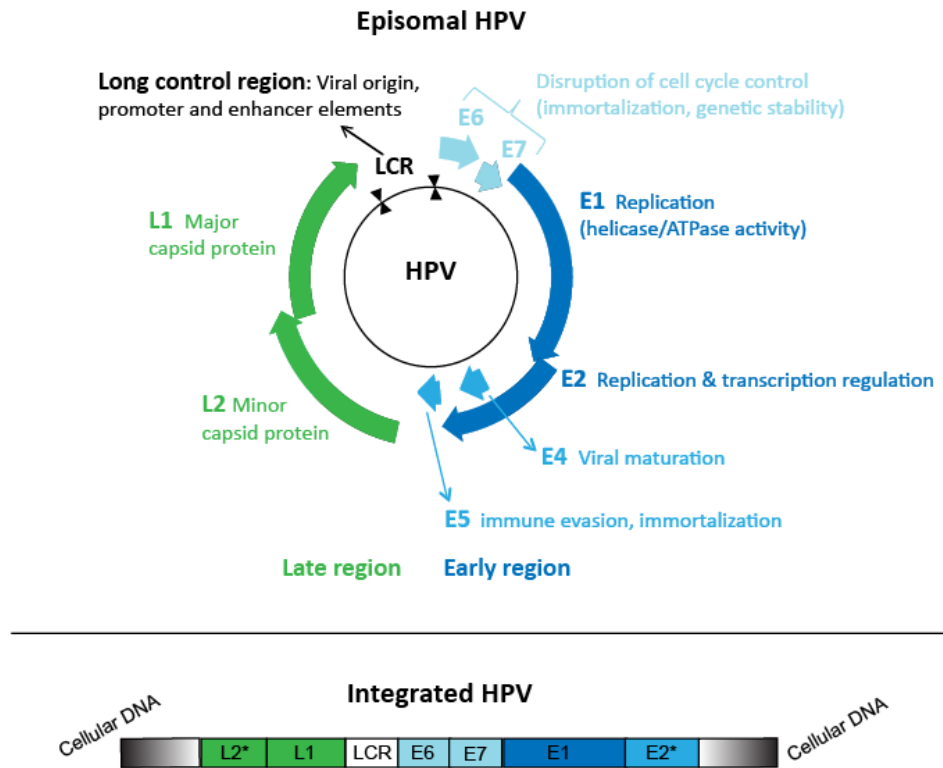 Episomal HPV
Long control region: Viral origin,
promoter and enhancer elements
Disruption of cell cycle control
(immortalization, genetic stability)
E6
E7
LCR
L1 Major
capsid protein
E1 Replication
(helicase/ATPase activity)
HPV
E2 Replication & transcription regulation
L2 Minor
capsid protein
E4 Viral maturation
E5 immune evasion, immortalization
Late region Early region
Integrated HPV
Cellular DNA
L2* L1 LCR E6 E7 E1 E2*
Cellular DNA